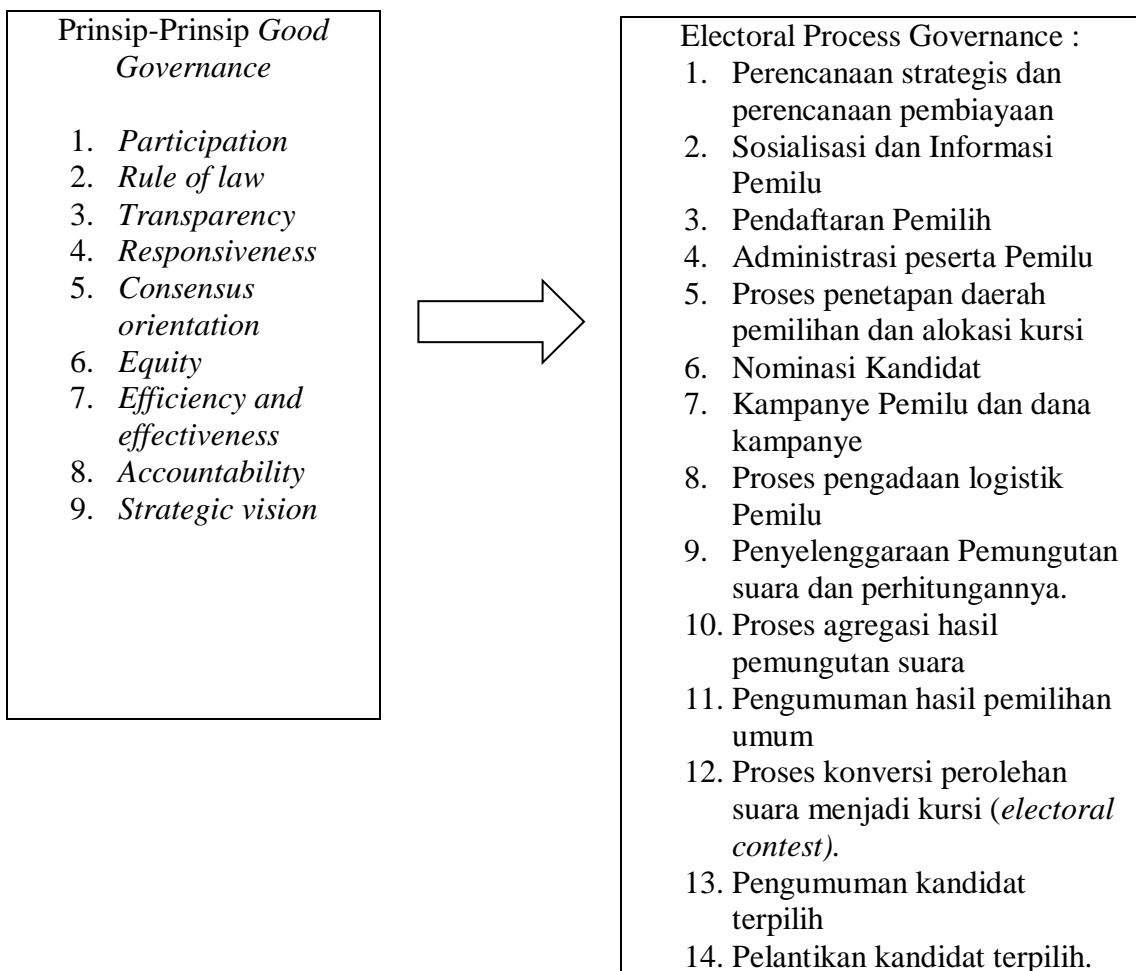 Prinsip-Prinsip Good
Governance
1. Participation
2. Rule of law
3. Transparency
4. Responsiveness
5. Consensus
orientation
6. Equity
7. Efficiency and
effectiveness
8. Accountability
9. Strategic vision
Electoral Process Governance :
1. Perencanaan strategis dan
perencanaan pembiayaan
2. Sosialisasi dan Informasi
Pemilu
3. Pendaftaran Pemilih
4. Administrasi peserta Pemilu
5. Proses penetapan daerah
pemilihan dan alokasi kursi
6. Nominasi Kandidat
7. Kampanye Pemilu dan dana
kampanye
8. Proses pengadaan logistik
Pemilu
9. Penyelenggaraan Pemungutan
suara dan perhitungannya.
10. Proses agregasi hasil
pemungutan suara
11. Pengumuman hasil pemilihan
umum
12. Proses konversi perolehan
suara menjadi kursi (electoral
contest).
13. Pengumuman kandidat
terpilih
14. Pelantikan kandidat terpilih.